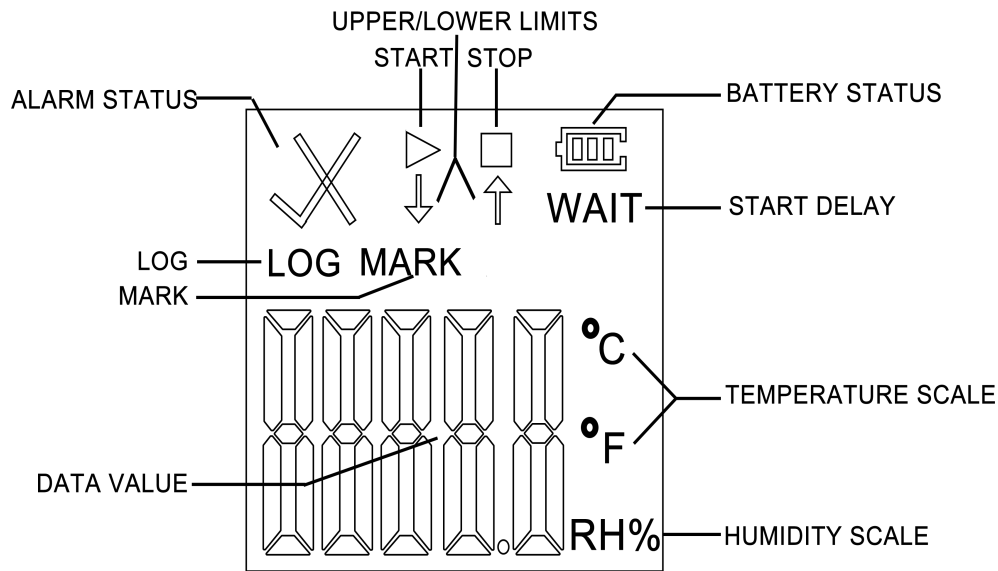 UPPER/LOWER LIMITS
START STOP
ALARM STATUS
BATTERY STATUS
WAIT
START DELAY
LOG
LOG MARK
MARK
°C
TEMPERATURE SCALE
°F
DATA VALUE
RH%
HUMIDITY SCALE